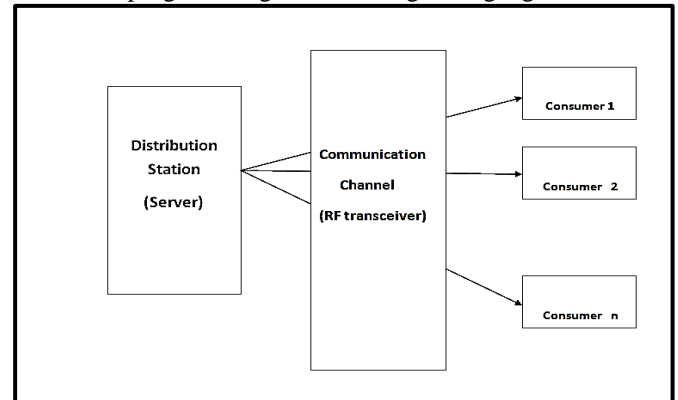 Distribution
Station
(Server)
Communication
Channel
(RF transceiver)
Consumer 1
Consumer 2
Consumer n